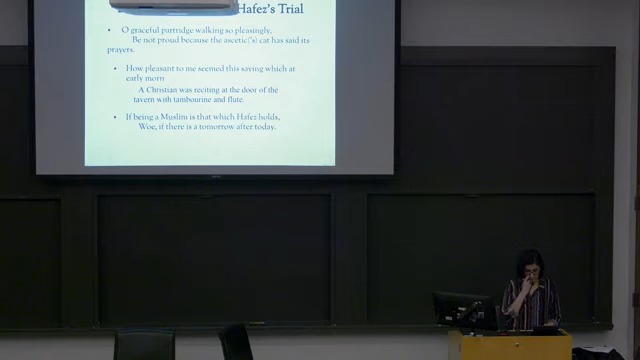 Hafez's Trial
• O graceful partridge walking so pleasingly,
Be not proud because the ascetic('s) cat has said its
prayers.
• How pleasant to me seemed this saying which at
early morn
A Christian was reciting at the door of the
tavern with tambourine and flute.
• If being a Muslim is that which Hafez holds,
Woe, if there is a tomorrow after today.